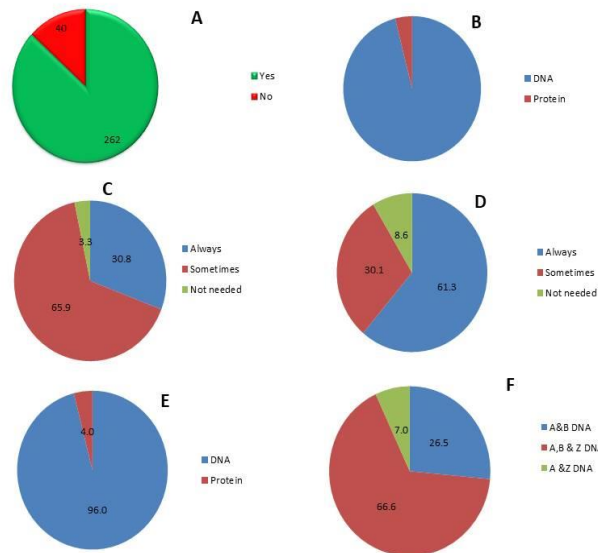 A
40
262
Yes
No
B
DNA
Protein
C
3.3
30.8
65.9
Always
Sometimes
Not needed
D
8.6
30.1
61.3
Always
Sometimes
Not needed
E
4.0
96.0
DNA
Protein
F
7.0
26.5
66.6
A&B DNA
A,B & Z DN
A &Z DNA